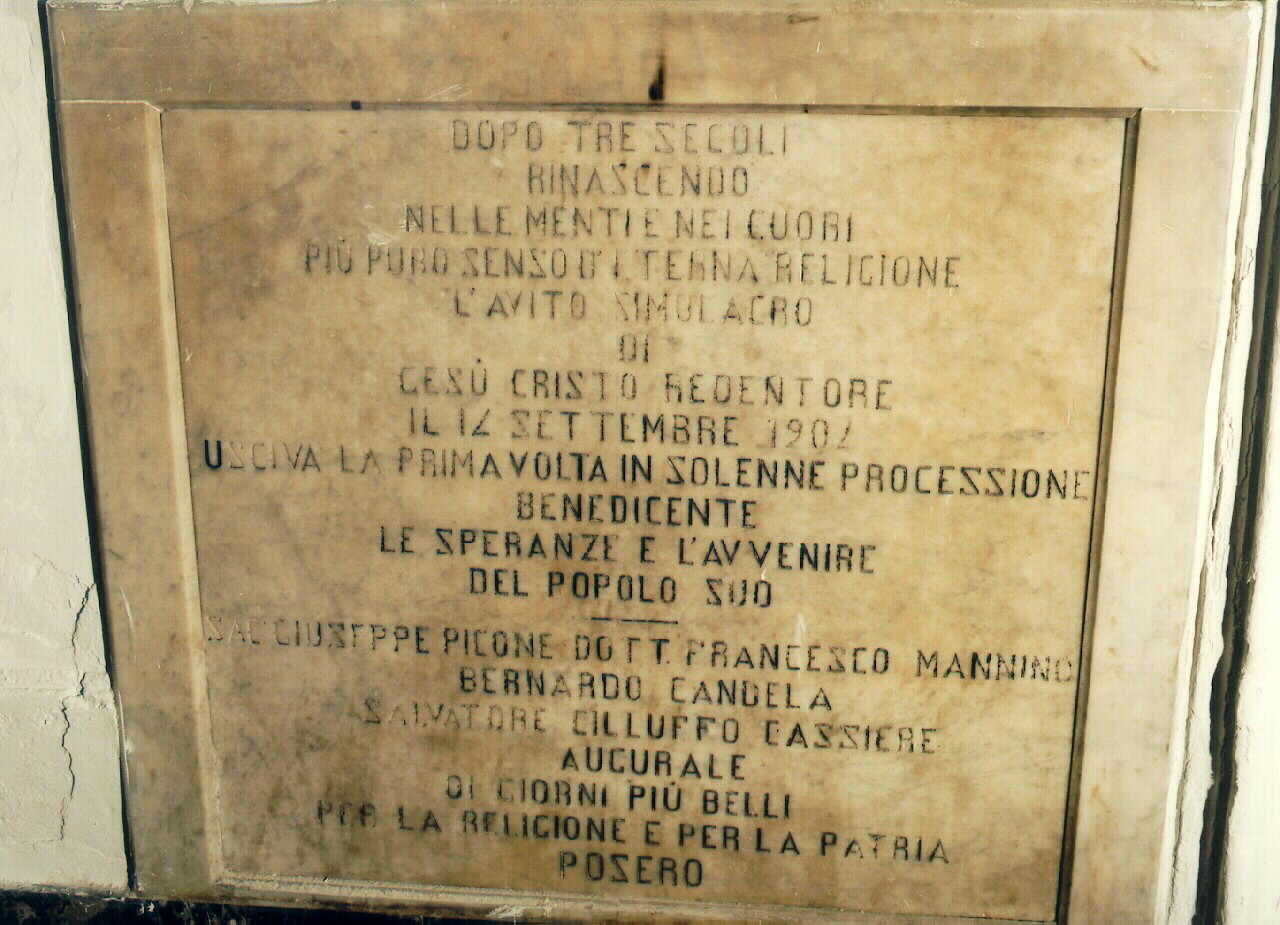 DOPO TRE SECOLI
RINASCENDO
NELLE MENTI E NEI CUORI
PIÙ PURO SENSO D'ETERNA RELIGIONE
L'AVITO SIMULACRO
DI
GESÙ CRISTO REDENTORE
IL 12 SETTEMBRE 1902
USCIVA LA PRIMA VOLTA IN SOLENNE PROCESSIONE
BENEDICENTE
LE SPERANZE E L'AVVENIRE
DEL POPOLO SUO
SAC. GIUSEPPE PICONE DOTT. FRANCESCO MANNINO
BERNARDO CANDELA
SALVATORE CILLUFFO CASSIERE
AUGURALE
DI GIORNI PIÙ BELLI
PER LA RELIGIONE E PER LA PATRIA
POSERO